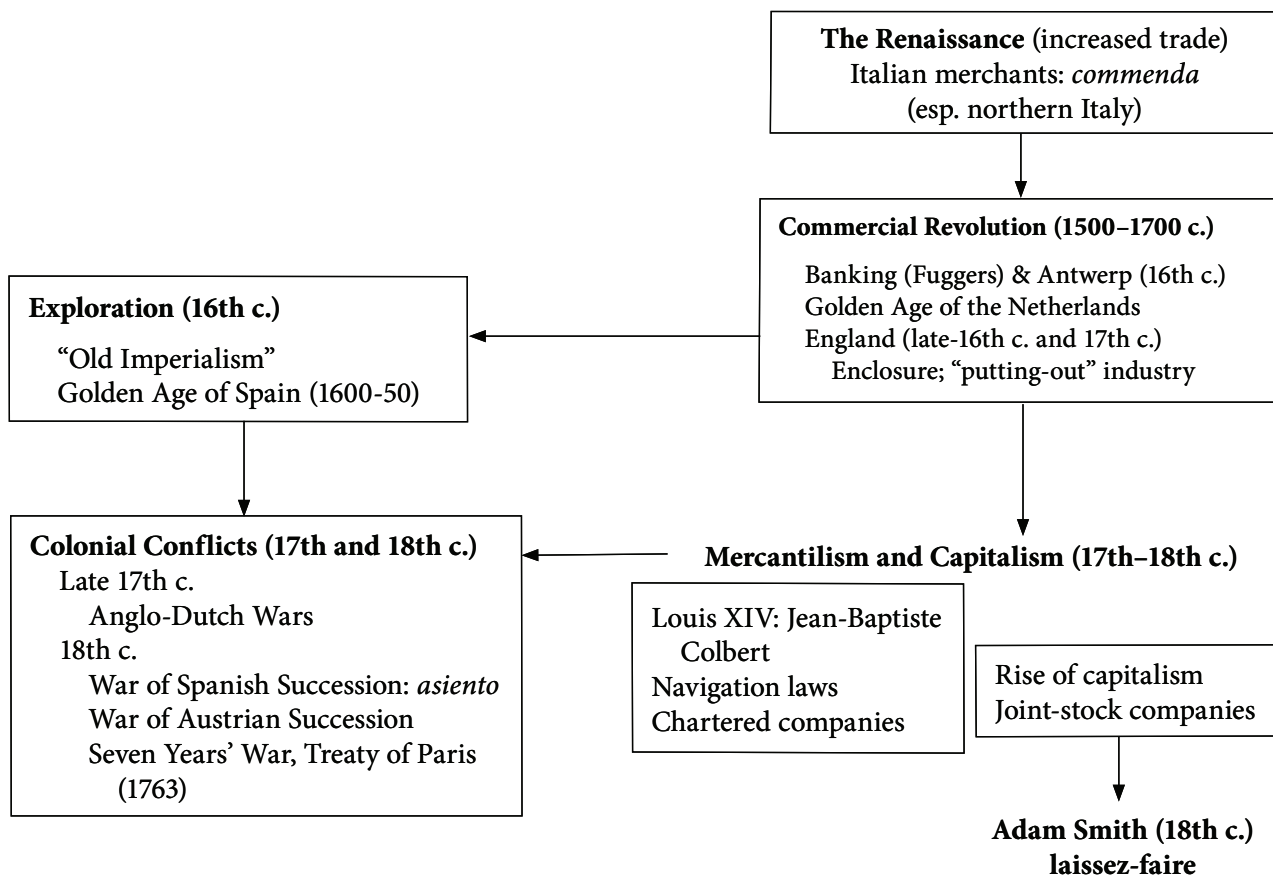 The Renaissance (increased trade)
Italian merchants: commenda
(esp. northern Italy)
Commercial Revolution (1500–1700 c.)
Banking (Fuggers) & Antwerp (16th c.)
Golden Age of the Netherlands
England (late-16th c. and 17th c.)
Enclosure; “putting-out” industry
Exploration (16th c.)
“Old Imperialism”
Golden Age of Spain (1600-50)
Colonial Conflicts (17th and 18th c.)
Late 17th c.
Anglo-Dutch Wars
18th c.
War of Spanish Succession: asiento
War of Austrian Succession
Seven Years’ War, Treaty of Paris
(1763)
Mercantilism and Capitalism (17th–18th c.)
Louis XIV: Jean-Baptiste
Colbert
Navigation laws
Chartered companies
Rise of capitalism
Joint-stock companies
Adam Smith (18th c.)
laissez-faire